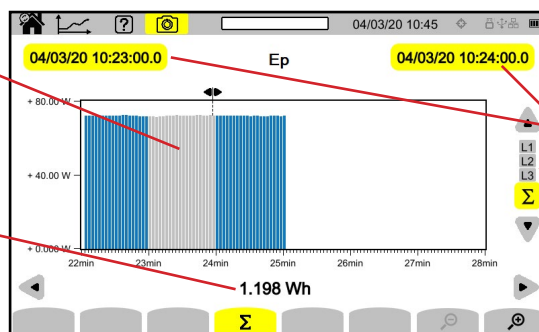 ? 04/03/20 10:45
04/03/20 10:23:00.0 Ep 04/03/20 10:24:00.0
+ 80.00 W
+ 40.00 W
+ 0.000 W
L1
L2
L3
Σ
22min 23min 24min 25min 26min 27min 28min
1.198 Wh
Σ